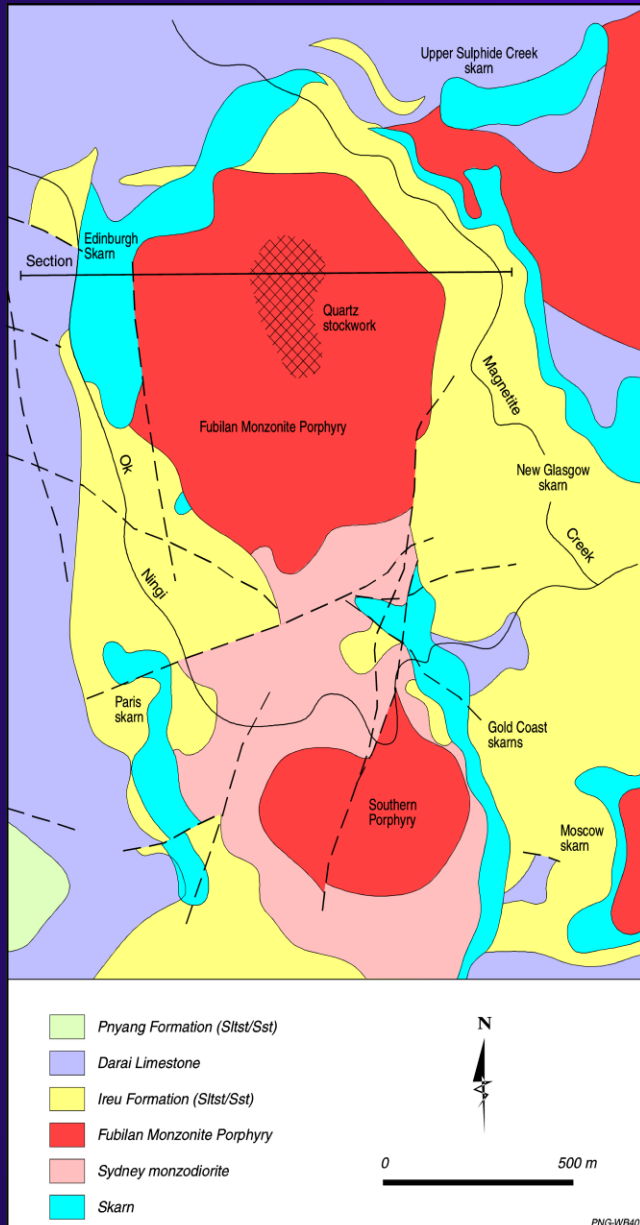 Upper Sulphide Creek
skarn
Edinburgh
Skarn
Section
Quartz
stockwork
Magnetite
Fubilan Monzonite Porphyry
Ok
New Glasgow
skarn
Creek
Ningi
Paris
skarn
Gold Coast
skarns
Southern
Porphyry
Moscow
skarn
Pnyang Formation (Sltst/Sst)
Darai Limestone
Ireu Formation (Sltst/Sst)
Fubilan Monzonite Porphyry
Sydney monzodiorite
Skarn
N
0 500 m